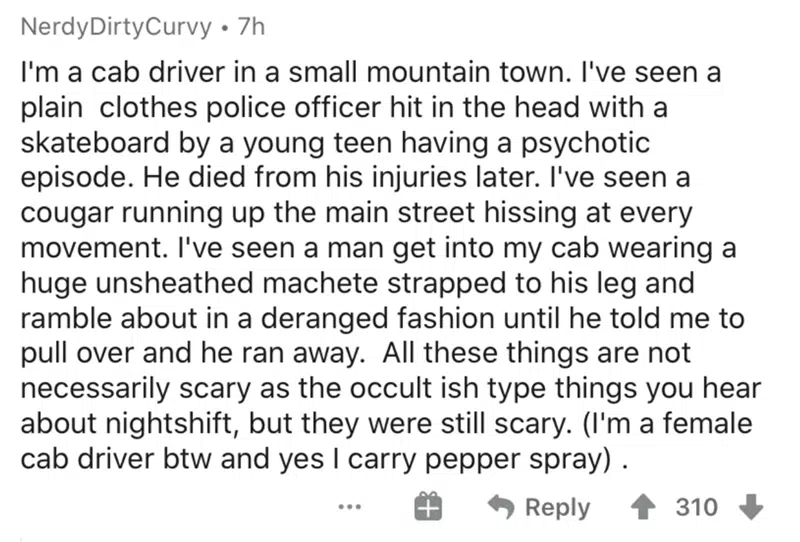 NerdyDirtyCurvy • 7h
I'm a cab driver in a small mountain town. I've seen a
plain  clothes police officer hit in the head with a
skateboard by a young teen having a psychotic
episode. He died from his injuries later. I've seen a
cougar running up the main street hissing at every
movement. I've seen a man get into my cab wearing a
huge unsheathed machete strapped to his leg and
ramble about in a deranged fashion until he told me to
pull over and he ran away.  All these things are not
necessarily scary as the occult ish type things you hear
about nightshift, but they were still scary. (I'm a female
cab driver btw and yes I carry pepper spray) .
... Reply 310